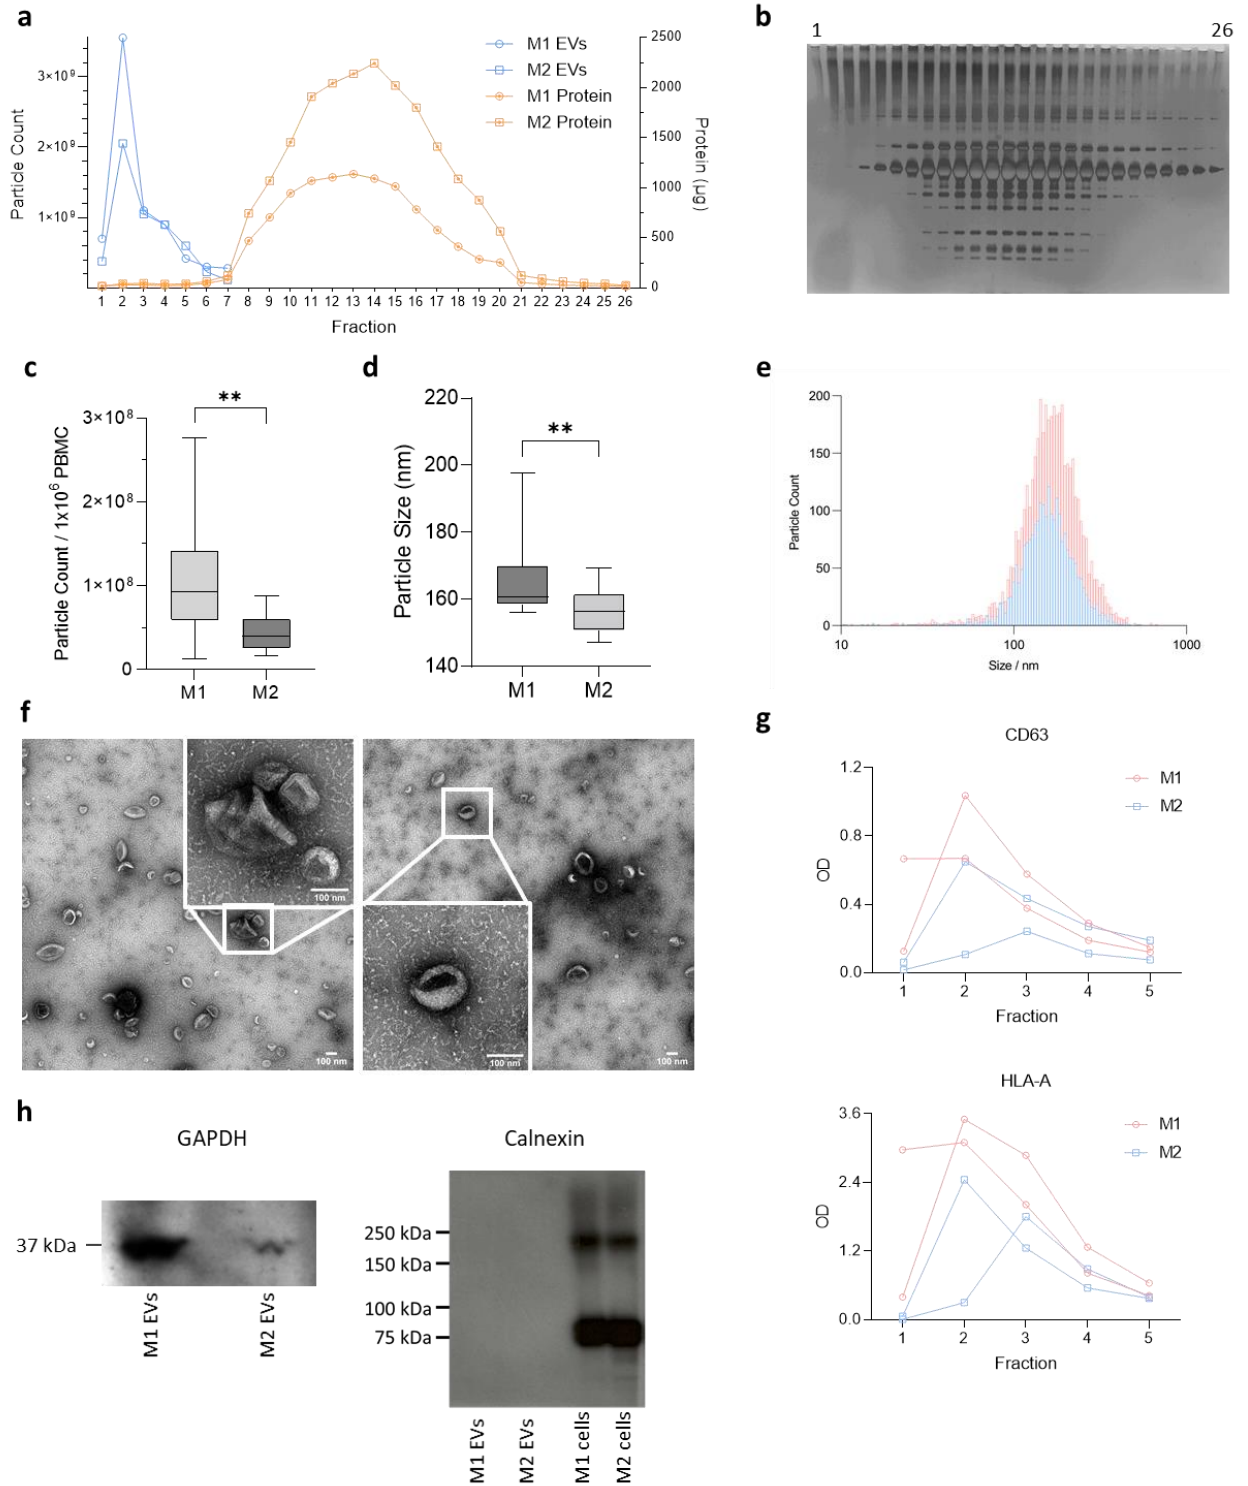 a
M1 EVs
M2 EVs
M1 Protein
M2 Protein
3×10⁹
2×10⁹
1×10⁹
Particle Count
2500
2000
1500
1000
500
0
Protein (µg)
1 2 3 4 5 6 7 8 9 10 11 12 13 14 15 16 17 18 19 20 21 22 23 24 25 26
Fraction
b
1 26
c
**
3×10⁸
2×10⁸
1×10⁸
0
Particle Count / 1x10⁶ PBMC
M1 M2
d
**
220
200
180
160
140
Particle Size (nm)
M1 M2
e
200
150
100
50
0
Particle Count
10 100 1000
Size / nm
f
100 nm
100 nm
100 nm
100 nm
g
CD63
M1
M2
1.2
0.8
0.4
0.0
OD
1 2 3 4 5
Fraction
HLA-A
M1
M2
3.6
2.4
1.2
0.0
OD
1 2 3 4 5
Fraction
h
GAPDH
37 kDa
M1 EVs
M2 EVs
Calnexin
250 kDa
150 kDa
100 kDa
75 kDa
M1 EVs
M2 EVs
M1 cells
M2 cells